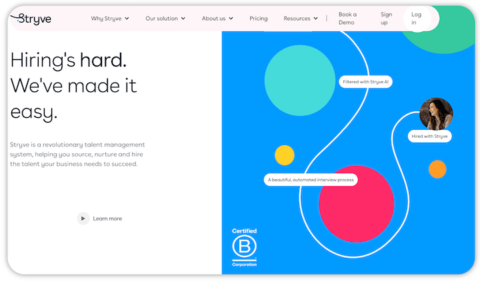 Stryve
Why Stryve
Our solution
About us
Pricing
Resources
Book a
Demo
Sign
up
Log
in
Hiring's hard.
We've made it
easy.
Stryve is a revolutionary talent management
system, helping you source, nurture and hire
the talent your business needs to succeed.
Learn more
Filtered with Stryve AI
Hired with Stryve
A beautiful, automated interview process
Certified
B
Corporation